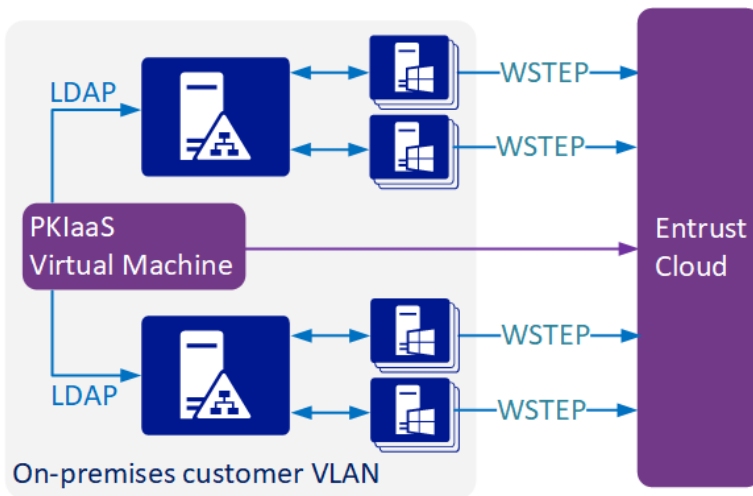 LDAP
WSTEP
WSTEP
PKIaaS
Virtual Machine
Entrust
Cloud
WSTEP
LDAP
WSTEP
On-premises customer VLAN